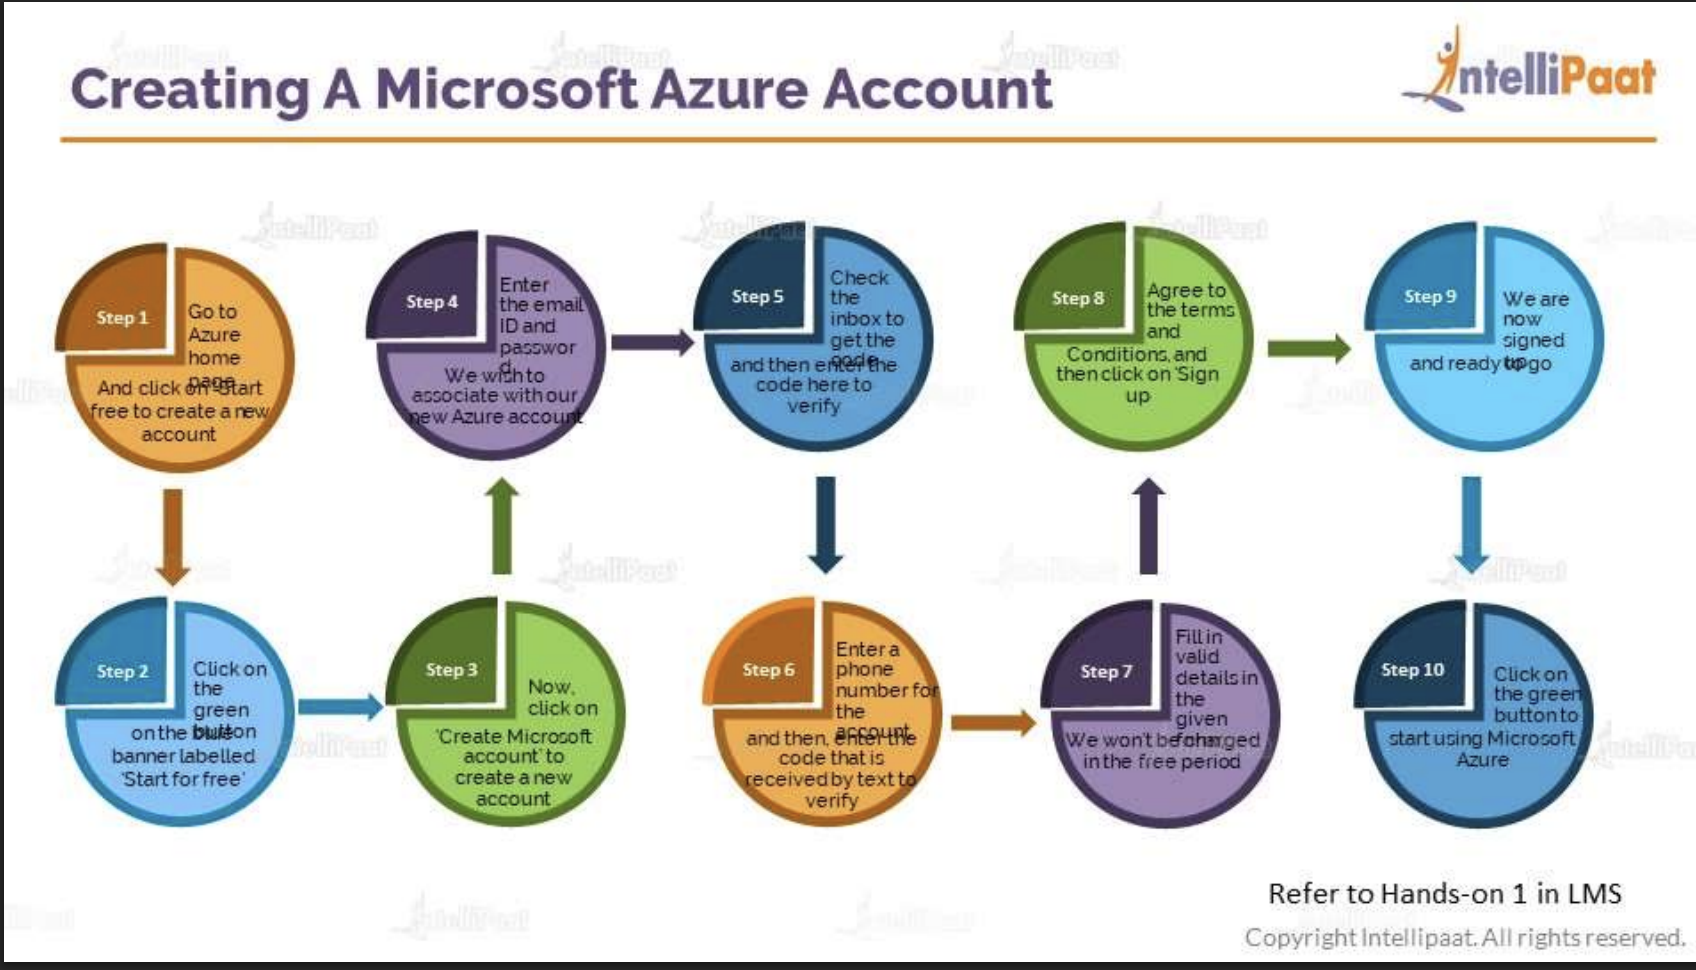 Creating A Microsoft Azure Account
IntelliPaat
Step 1
Go to
Azure
home
page
And click on 'Start
free to create a new
account
Step 2
Click on
the
green
button
on the blue
banner labelled
'Start for free'
Step 3
Now,
click on
'Create Microsoft
account' to
create a new
account
Step 4
Enter
the email
ID and
passwor
d
We wish to
associate with our
new Azure account
Step 5
Check
the
inbox to
get the
code
and then enter the
code here to
verify
Step 6
Enter a
phone
number for
the
account
and then, enter the
code that is
received by text to
verify
Step 7
Fill in
valid
details in
the
given
We won't be charged
in the free period
Step 8
Agree to
the terms
and
Conditions, and
then click on 'Sign
up
Step 9
We are
now
signed
up
and ready to go
Step 10
Click on
the green
button to
start using Microsoft
Azure
Refer to Hands-on 1 in LMS
Copyright Intellipaat. All rights reserved.